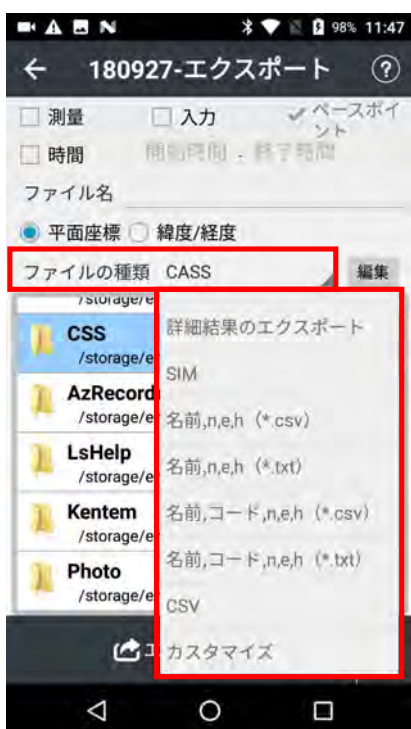 98% 11:47
180927-エクスポート ?
測量 入力 ベースポイ
ント
時間 開始時間 - 終了時間
ファイル名
平面座標 緯度/経度
ファイルの種類 CASS 編集
/storage/e
CSS
/storage/e
AzRecord
/storage/e
LsHelp
/storage/e
Kentem
/storage/e
Photo
/storage/e
詳細結果のエクスポート
SIM
名前,n,e,h（*.csv）
名前,n,e,h（*.txt）
名前,コード,n,e,h（*.csv）
名前,コード,n,e,h（*.txt）
CSV
カスタマイズ
エ